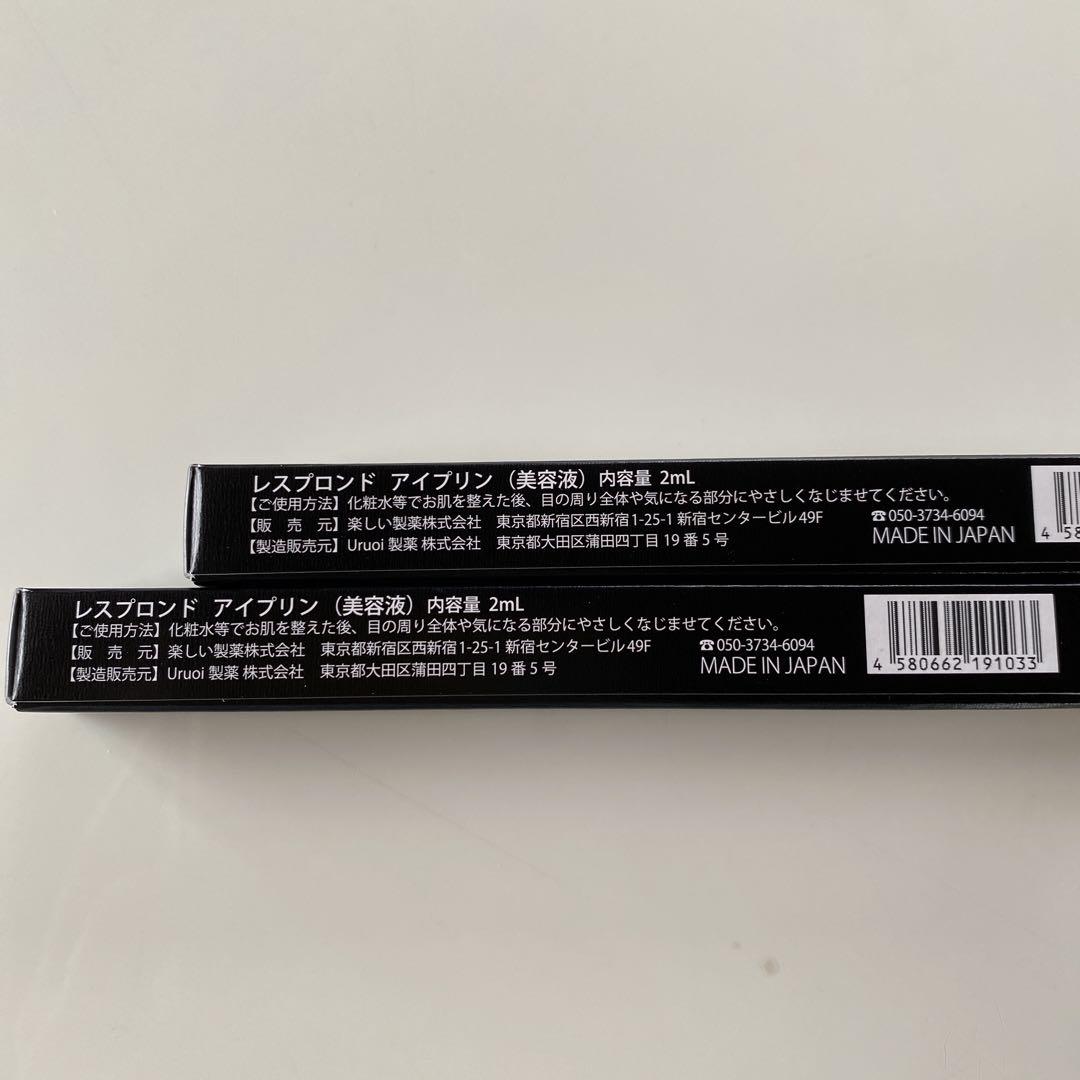 レスプロンド アイプリン（美容液）内容量 2mL
【ご使用方法】化粧水等でお肌を整えた後、目の周り全体や気になる部分にやさしくなじませてください。
【販 売 元】楽しい製薬株式会社 東京都新宿区西新宿1-25-1 新宿センタービル49F ☎050-3734-6094
【製造販売元】Uruoi 製薬 株式会社 東京都大田区蒲田四丁目 19 番 5 号 MADE IN JAPAN
4 58
レスプロンド アイプリン（美容液）内容量 2mL
【ご使用方法】化粧水等でお肌を整えた後、目の周り全体や気になる部分にやさしくなじませてください。
【販 売 元】楽しい製薬株式会社 東京都新宿区西新宿1-25-1 新宿センタービル49F ☎050-3734-6094
【製造販売元】Uruoi 製薬 株式会社 東京都大田区蒲田四丁目 19 番 5 号 MADE IN JAPAN
4 580662 191033